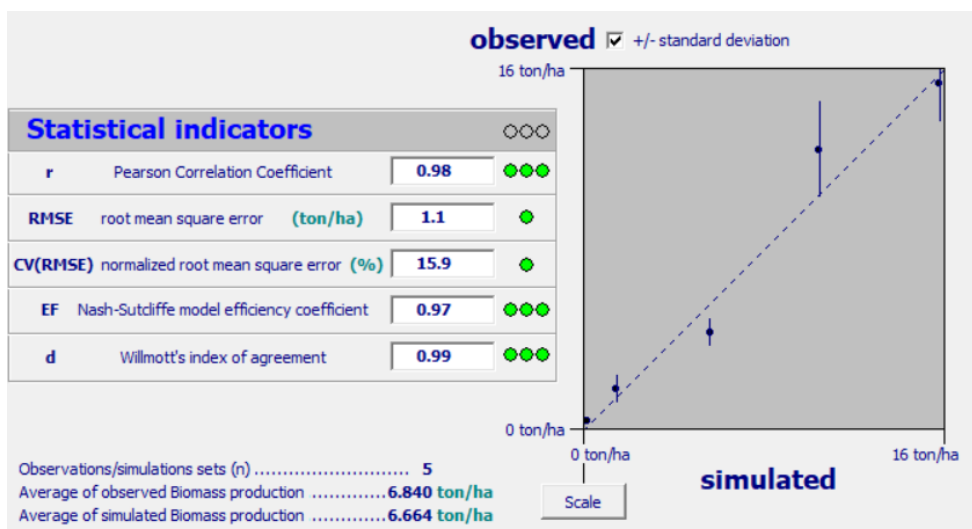 observed +/- standard deviation
16 ton/ha
Statistical indicators
r Pearson Correlation Coefficient 0.98
RMSE root mean square error (ton/ha) 1.1
CV(RMSE) normalized root mean square error (%) 15.9
EF Nash-Sutcliffe model efficiency coefficient 0.97
d Willmott's index of agreement 0.99
0 ton/ha
0 ton/ha 16 ton/ha
simulated
Observations/simulations sets (n) ........................... 5
Average of observed Biomass production .............6.840 ton/ha
Average of simulated Biomass production .............6.664 ton/ha
Scale